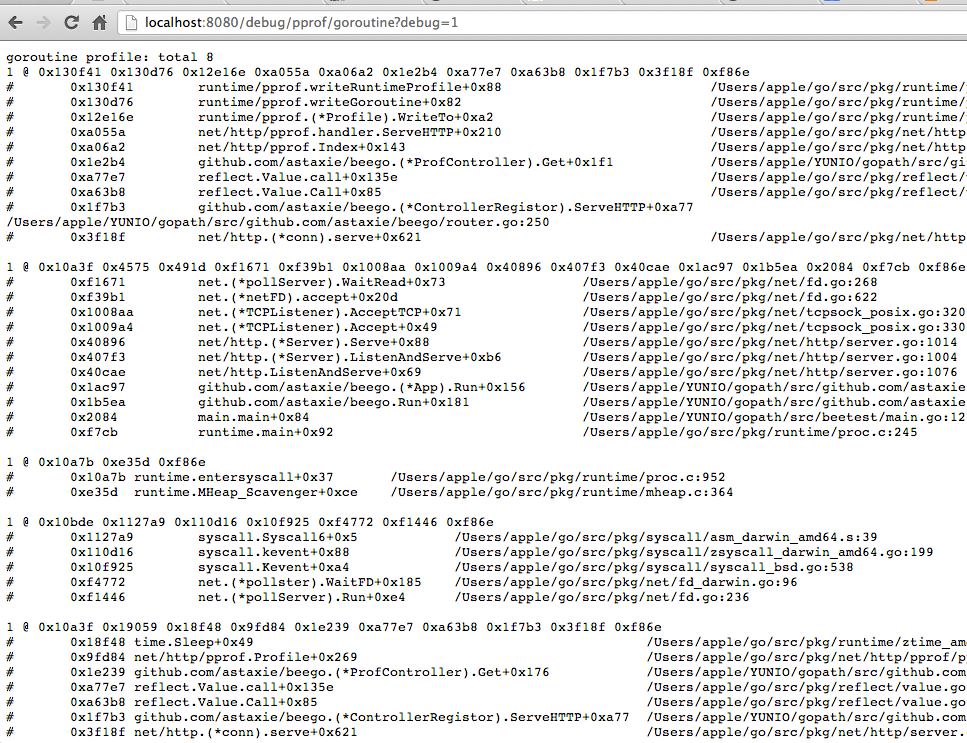 localhost:8080/debug/pprof/goroutine?debug=1
goroutine profile: total 8
1 @ 0x130f41 0x130d76 0x12e16e 0xa055a 0xa06a2 0x1e2b4 0xa77e7 0xa63b8 0x1f7b3 0x3f18f 0xf86e
# 0x130f41 runtime/pprof.writeRuntimeProfile+0x88 /Users/apple/go/src/pkg/runtime/
# 0x130d76 runtime/pprof.writeGoroutine+0x82 /Users/apple/go/src/pkg/runtime/
# 0x12e16e runtime/pprof.(*Profile).WriteTo+0xa2 /Users/apple/go/src/pkg/runtime/
# 0xa055a net/http/pprof.handler.ServeHTTP+0x210 /Users/apple/go/src/pkg/net/http
# 0xa06a2 net/http/pprof.Index+0x143 /Users/apple/go/src/pkg/net/http
# 0x1e2b4 github.com/astaxie/beego.(*ProfController).Get+0x1f1 /Users/apple/YUNIO/gopath/src/gi
# 0xa77e7 reflect.Value.call+0x135e /Users/apple/go/src/pkg/reflect/
# 0xa63b8 reflect.Value.Call+0x85 /Users/apple/go/src/pkg/reflect/
# 0x1f7b3 github.com/astaxie/beego.(*ControllerRegistor).ServeHTTP+0xa77
/Users/apple/YUNIO/gopath/src/github.com/astaxie/beego/router.go:250
# 0x3f18f net/http.(*conn).serve+0x621 /Users/apple/go/src/pkg/net/http
1 @ 0x10a3f 0x4575 0x491d 0xf1671 0xf39b1 0x1008aa 0x1009a4 0x40896 0x407f3 0x40cae 0x1ac97 0x1b5ea 0x2084 0xf7cb 0xf86e
# 0xf1671 net.(*pollServer).WaitRead+0x73 /Users/apple/go/src/pkg/net/fd.go:268
# 0xf39b1 net.(*netFD).accept+0x20d /Users/apple/go/src/pkg/net/fd.go:622
# 0x1008aa net.(*TCPListener).AcceptTCP+0x71 /Users/apple/go/src/pkg/net/tcpsock_posix.go:320
# 0x1009a4 net.(*TCPListener).Accept+0x49 /Users/apple/go/src/pkg/net/tcpsock_posix.go:330
# 0x40896 net/http.(*Server).Serve+0x88 /Users/apple/go/src/pkg/net/http/server.go:1014
# 0x407f3 net/http.(*Server).ListenAndServe+0xb6 /Users/apple/go/src/pkg/net/http/server.go:1004
# 0x40cae net/http.ListenAndServe+0x69 /Users/apple/go/src/pkg/net/http/server.go:1076
# 0x1ac97 github.com/astaxie/beego.(*App).Run+0x156 /Users/apple/YUNIO/gopath/src/github.com/astaxie
# 0x1b5ea github.com/astaxie/beego.Run+0x181 /Users/apple/YUNIO/gopath/src/github.com/astaxie
# 0x2084 main.main+0x84 /Users/apple/YUNIO/gopath/src/beetest/main.go:12
# 0xf7cb runtime.main+0x92 /Users/apple/go/src/pkg/runtime/proc.c:245
1 @ 0x10a7b 0xe35d 0xf86e
# 0x10a7b runtime.entersyscall+0x37 /Users/apple/go/src/pkg/runtime/proc.c:952
# 0xe35d runtime.MHeap_Scavenger+0xce /Users/apple/go/src/pkg/runtime/mheap.c:364
1 @ 0x10bde 0x1127a9 0x110d16 0x10f925 0xf4772 0xf1446 0xf86e
# 0x1127a9 syscall.Syscall6+0x5 /Users/apple/go/src/pkg/syscall/asm_darwin_amd64.s:39
# 0x110d16 syscall.kevent+0x88 /Users/apple/go/src/pkg/syscall/zsyscall_darwin_amd64.go:199
# 0x10f925 syscall.Kevent+0xa4 /Users/apple/go/src/pkg/syscall/syscall_bsd.go:538
# 0xf4772 net.(*pollster).WaitFD+0x185 /Users/apple/go/src/pkg/net/fd_darwin.go:96
# 0xf1446 net.(*pollServer).Run+0xe4 /Users/apple/go/src/pkg/net/fd.go:236
1 @ 0x10a3f 0x19059 0x18f48 0x9fd84 0x1e239 0xa77e7 0xa63b8 0x1f7b3 0x3f18f 0xf86e
# 0x18f48 time.Sleep+0x49 /Users/apple/go/src/pkg/runtime/ztime_am
# 0x9fd84 net/http/pprof.Profile+0x269 /Users/apple/go/src/pkg/net/http/pprof/p
# 0x1e239 github.com/astaxie/beego.(*ProfController).Get+0x176 /Users/apple/YUNIO/gopath/src/github.com
# 0xa77e7 reflect.Value.call+0x135e /Users/apple/go/src/pkg/reflect/value.go
# 0xa63b8 reflect.Value.Call+0x85 /Users/apple/go/src/pkg/reflect/value.go
# 0x1f7b3 github.com/astaxie/beego.(*ControllerRegistor).ServeHTTP+0xa77 /Users/apple/YUNIO/gopath/src/github.com
# 0x3f18f net/http.(*conn).serve+0x621 /Users/apple/go/src/pkg/net/http/server.